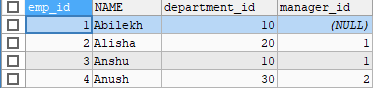 emp_id NAME department_id manager_id
1 Abilekh 10 (NULL)
2 Alisha 20 1
3 Anshu 10 1
4 Anush 30 2